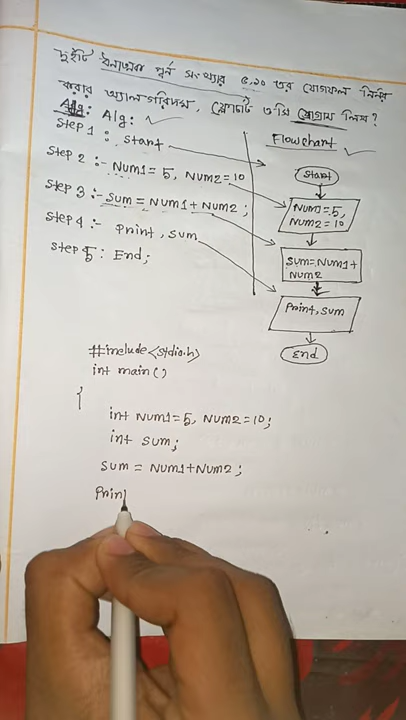 দুইটি ধনাত্মক পূর্ন সংখ্যার ৫,১০ এর যোগফল নির্নয়
করার অ্যালগরিদম, ফ্লোচার্ট ও সি প্রোগ্রাম লিখ?
Alg: Alg:
Step 1 : Start
Step 2 :- Num1=5, Num2=10
Step 3 :- Sum = Num1+Num2;
Step 4 :- Print, Sum
Step 5 : End;
Flowchart
Start
Num1=5,
Num2=10
Sum=Num1+
Num2
Print, Sum
End
#include<stdio.h>
int main()
{
int Num1=5, Num2=10;
int Sum;
Sum = Num1+Num2;
Prin